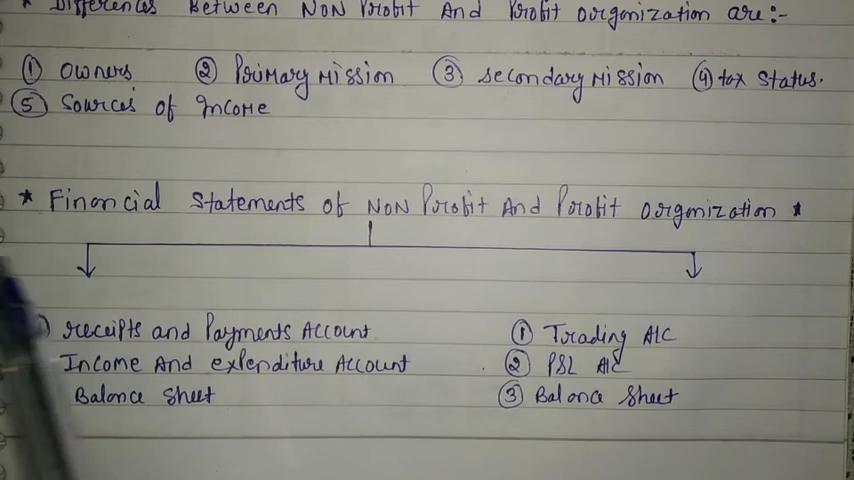 * Differences Between NON Profit And Profit organization are:-
① Owners ② Primary Mission ③ Secondary Mission ④ tax Status.
⑤ Sources of Income
* Financial Statements of NON Profit And Profit organization *
receipts and Payments Account ① Trading A/C
Income And expenditure Account ② P&L A/C
Balance Sheet ③ Balance Sheet